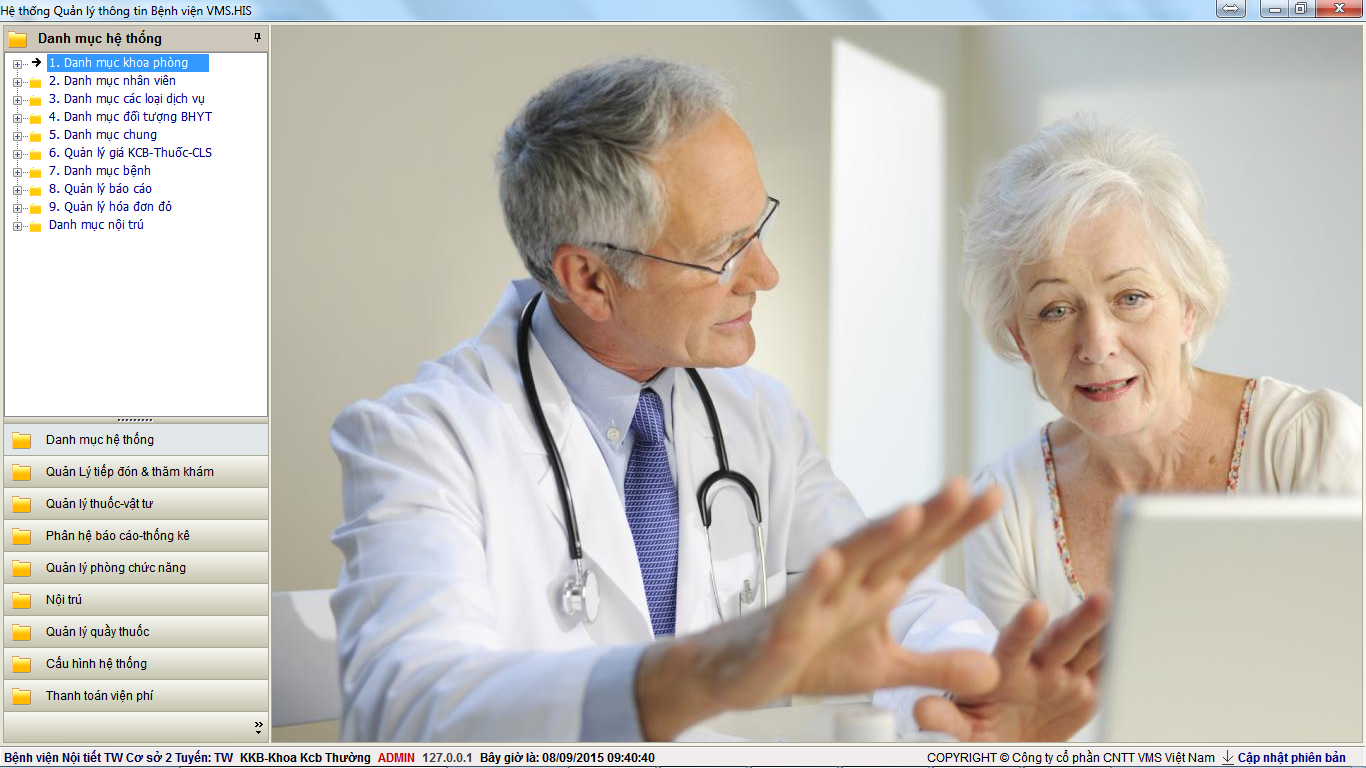 Hệ thống Quản lý thông tin Bệnh viện VMS.HIS
Danh mục hệ thống
1. Danh mục khoa phòng
2. Danh mục nhân viên
3. Danh mục các loại dịch vụ
4. Danh mục đối tượng BHYT
5. Danh mục chung
6. Quản lý giá KCB-Thuốc-CLS
7. Danh mục bệnh
8. Quản lý báo cáo
9. Quản lý hóa đơn đỏ
Danh mục nội trú
Danh mục hệ thống
Quản Lý tiếp đón & thăm khám
Quản lý thuốc-vật tư
Phân hệ báo cáo-thống kê
Quản lý phòng chức năng
Nội trú
Quản lý quầy thuốc
Cấu hình hệ thống
Thanh toán viện phí
Bệnh viện Nội tiết TW Cơ sở 2 Tuyến: TW KKB-Khoa Kcb Thường ADMIN 127.0.0.1 Bây giờ là: 08/09/2015 09:40:40 COPYRIGHT © Công ty cổ phần CNTT VMS Việt Nam Cập nhật phiên bản